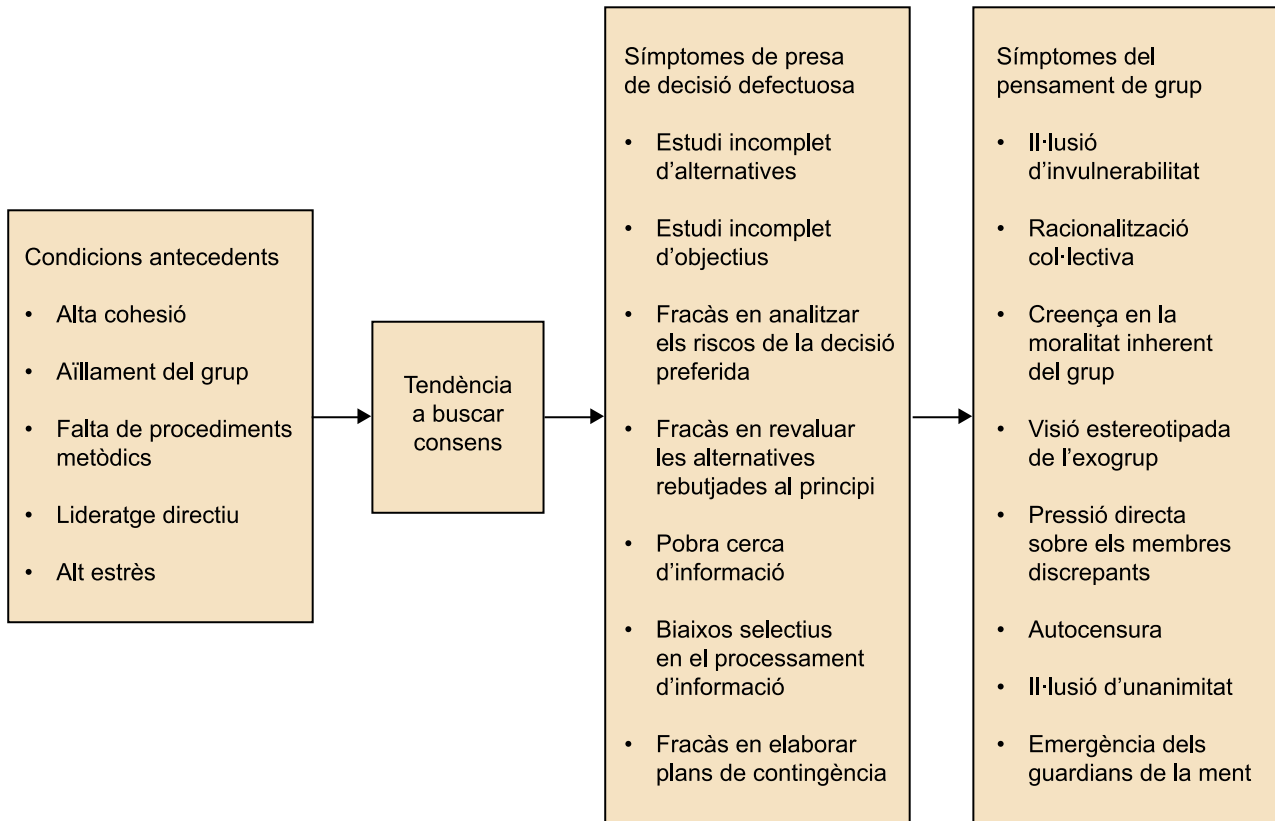 Condicions antecedents
• Alta cohesió
• Aïllament del grup
• Falta de procediments
metòdics
• Lideratge directiu
• Alt estrès
Tendència
a buscar
consens
Símptomes de presa
de decisió defectuosa
• Estudi incomplet
d’alternatives
• Estudi incomplet
d’objectius
• Fracàs en analitzar
els riscos de la decisió
preferida
• Fracàs en revaluar
les alternatives
rebutjades al principi
• Pobra cerca
d’informació
• Biaixos selectius
en el processament
d’informació
• Fracàs en elaborar
plans de contingència
Símptomes del
pensament de grup
• Il·lusió
d’invulnerabilitat
• Racionalització
col·lectiva
• Creença en la
moralitat inherent
del grup
• Visió estereotipada
de l’exogrup
• Pressió directa
sobre els membres
discrepants
• Autocensura
• Il·lusió d’unanimitat
• Emergència dels
guardians de la ment